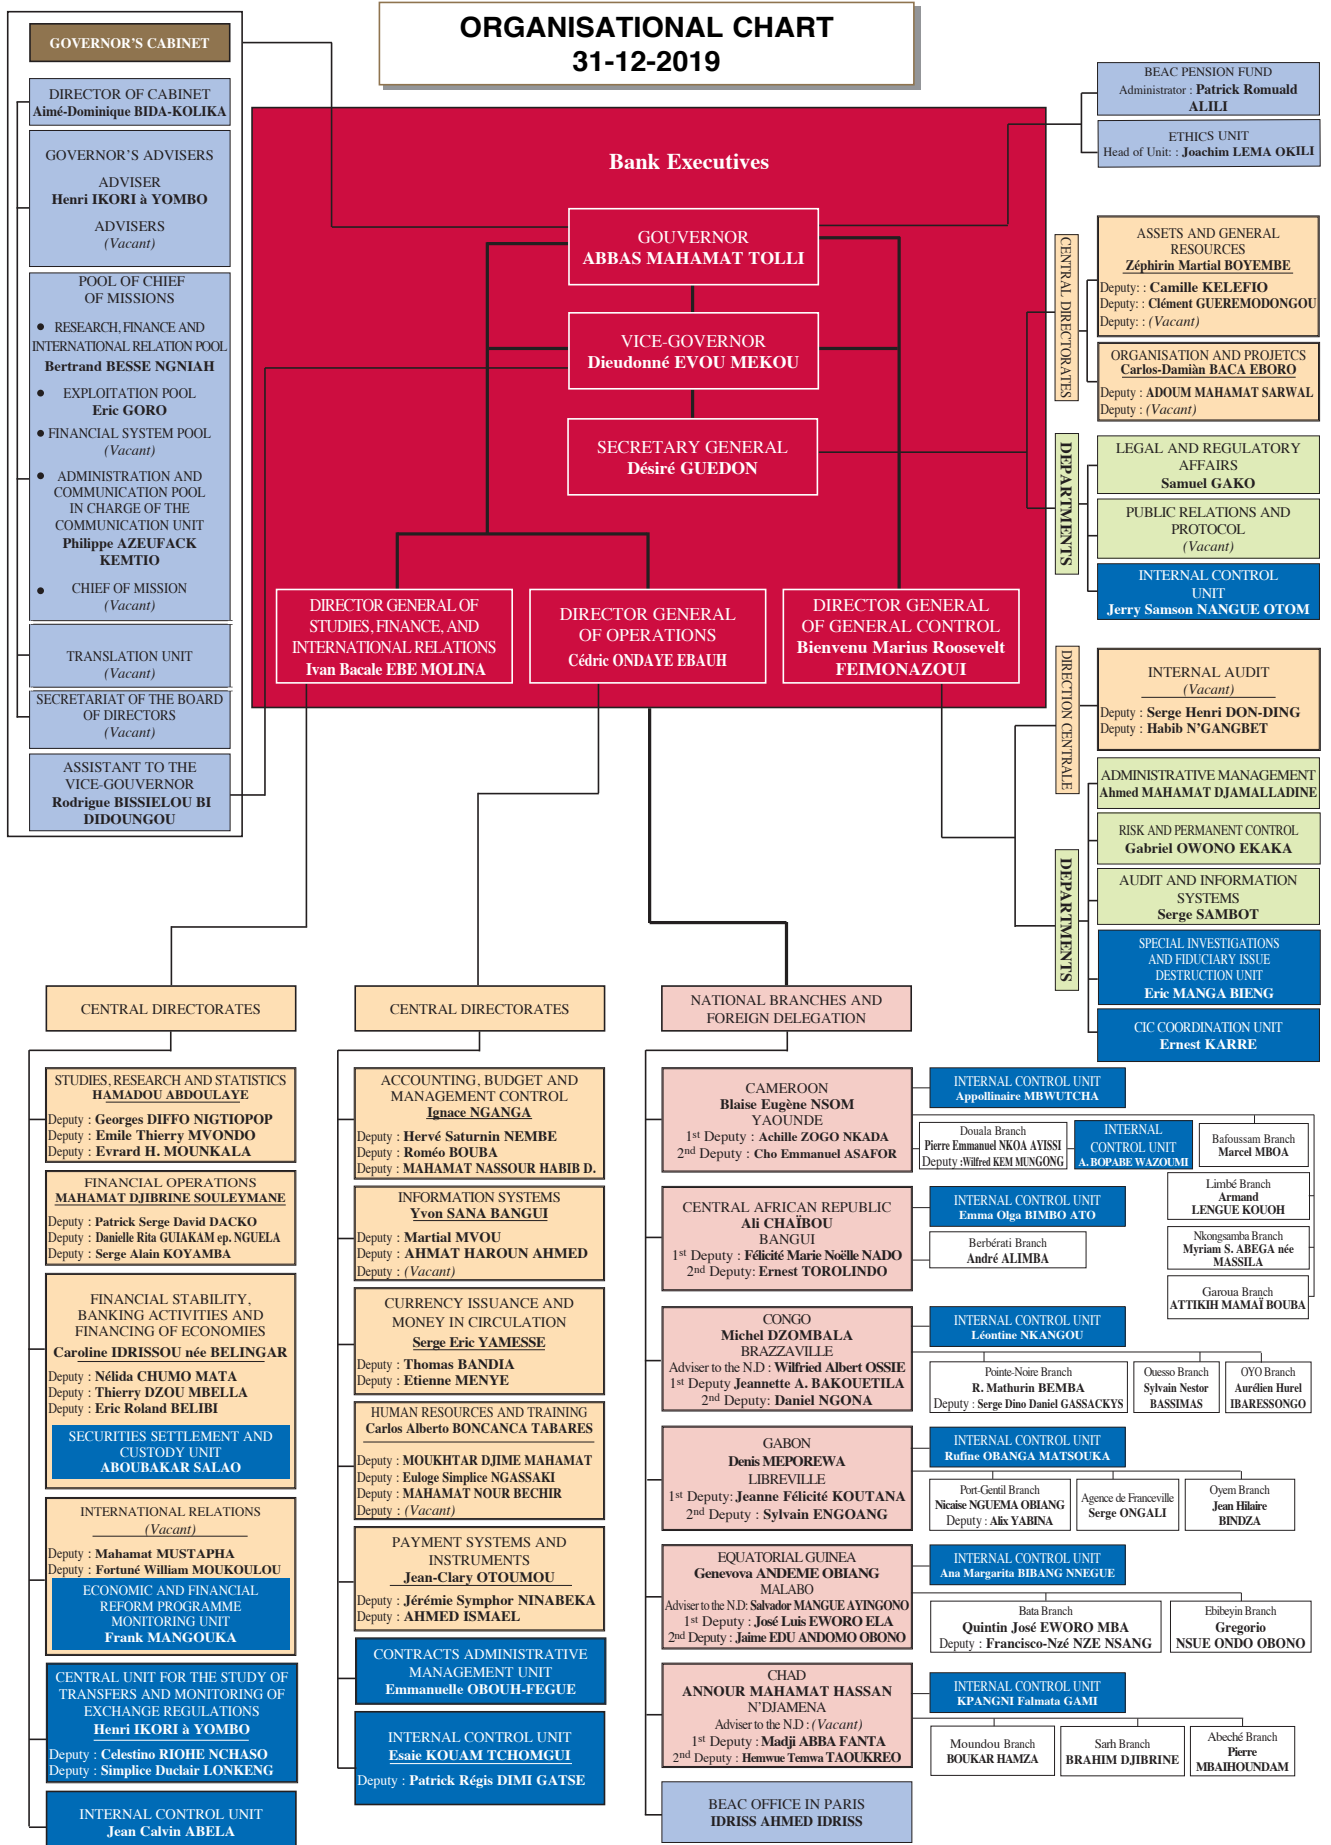 ORGANISATIONAL CHART
31-12-2019
GOVERNOR'S CABINET
DIRECTOR OF CABINET
Aimé-Dominique BIDA-KOLIKA
GOVERNOR'S ADVISERS
ADVISER
Henri IKORI à YOMBO
ADVISERS
(Vacant)
POOL OF CHIEF
OF MISSIONS
● RESEARCH, FINANCE AND
INTERNATIONAL RELATION POOL
Bertrand BESSE NGNIAH
● EXPLOITATION POOL
Eric GORO
● FINANCIAL SYSTEM POOL
(Vacant)
● ADMINISTRATION AND
COMMUNICATION POOL
IN CHARGE OF THE
COMMUNICATION UNIT
Philippe AZEUFACK
KEMTIO
● CHIEF OF MISSION
(Vacant)
TRANSLATION UNIT
(Vacant)
SECRETARIAT OF THE BOARD
OF DIRECTORS
(Vacant)
ASSISTANT TO THE
VICE-GOUVERNOR
Rodrigue BISSIELOU BI
DIDOUNGOU
Bank Executives
GOUVERNOR
ABBAS MAHAMAT TOLLI
VICE-GOVERNOR
Dieudonné EVOU MEKOU
SECRETARY GENERAL
Désiré GUEDON
DIRECTOR GENERAL OF
STUDIES, FINANCE, AND
INTERNATIONAL RELATIONS
Ivan Bacale EBE MOLINA
DIRECTOR GENERAL
OF OPERATIONS
Cédric ONDAYE EBAUH
DIRECTOR GENERAL
OF GENERAL CONTROL
Bienvenu Marius Roosevelt
FEIMONAZOUI
BEAC PENSION FUND
Administrator : Patrick Romuald
ALILI
ETHICS UNIT
Head of Unit: : Joachim LEMA OKILI
CENTRAL DIRECTORATES
ASSETS AND GENERAL
RESOURCES
Zéphirin Martial BOYEMBE
Deputy: : Camille KELEFIO
Deputy: : Clément GUEREMODONGOU
Deputy: : (Vacant)
ORGANISATION AND PROJETCS
Carlos-Damiàn BACA EBORO
Deputy : ADOUM MAHAMAT SARWAL
Deputy : (Vacant)
DEPARTMENTS
LEGAL AND REGULATORY
AFFAIRS
Samuel GAKO
PUBLIC RELATIONS AND
PROTOCOL
(Vacant)
INTERNAL CONTROL
UNIT
Jerry Samson NANGUE OTOM
DIRECTION CENTRALE
INTERNAL AUDIT
(Vacant)
Deputy : Serge Henri DON-DING
Deputy : Habib N'GANGBET
DEPARTMENTS
ADMINISTRATIVE MANAGEMENT
Ahmed MAHAMAT DJAMALLADINE
RISK AND PERMANENT CONTROL
Gabriel OWONO EKAKA
AUDIT AND INFORMATION
SYSTEMS
Serge SAMBOT
SPECIAL INVESTIGATIONS
AND FIDUCIARY ISSUE
DESTRUCTION UNIT
Eric MANGA BIENG
CIC COORDINATION UNIT
Ernest KARRE
CENTRAL DIRECTORATES
STUDIES, RESEARCH AND STATISTICS
HAMADOU ABDOULAYE
Deputy : Georges DIFFO NIGTIOPOP
Deputy : Emile Thierry MVONDO
Deputy : Evrard H. MOUNKALA
FINANCIAL OPERATIONS
MAHAMAT DJIBRINE SOULEYMANE
Deputy : Patrick Serge David DACKO
Deputy : Danielle Rita GUIAKAM ep. NGUELA
Deputy : Serge Alain KOYAMBA
FINANCIAL STABILITY,
BANKING ACTIVITIES AND
FINANCING OF ECONOMIES
Caroline IDRISSOU née BELINGAR
Deputy : Nélida CHUMO MATA
Deputy : Thierry DZOU MBELLA
Deputy : Eric Roland BELIBI
SECURITIES SETTLEMENT AND
CUSTODY UNIT
ABOUBAKAR SALAO
INTERNATIONAL RELATIONS
(Vacant)
Deputy : Mahamat MUSTAPHA
Deputy : Fortuné William MOUKOULOU
ECONOMIC AND FINANCIAL
REFORM PROGRAMME
MONITORING UNIT
Frank MANGOUKA
CENTRAL UNIT FOR THE STUDY OF
TRANSFERS AND MONITORING OF
EXCHANGE REGULATIONS
Henri IKORI à YOMBO
Deputy : Celestino RIOHE NCHASO
Deputy : Simplice Duclair LONKENG
INTERNAL CONTROL UNIT
Jean Calvin ABELA
CENTRAL DIRECTORATES
ACCOUNTING, BUDGET AND
MANAGEMENT CONTROL
Ignace NGANGA
Deputy : Hervé Saturnin NEMBE
Deputy : Roméo BOUBA
Deputy : MAHAMAT NASSOUR HABIB D.
INFORMATION SYSTEMS
Yvon SANA BANGUI
Deputy : Martial MVOU
Deputy : AHMAT HAROUN AHMED
Deputy : (Vacant)
CURRENCY ISSUANCE AND
MONEY IN CIRCULATION
Serge Eric YAMESSE
Deputy : Thomas BANDIA
Deputy : Etienne MENYE
HUMAN RESOURCES AND TRAINING
Carlos Alberto BONCANCA TABARES
Deputy : MOUKHTAR DJIME MAHAMAT
Deputy : Euloge Simplice NGASSAKI
Deputy : MAHAMAT NOUR BECHIR
Deputy : (Vacant)
PAYMENT SYSTEMS AND
INSTRUMENTS
Jean-Clary OTOUMOU
Deputy : Jérémie Symphor NINABEKA
Deputy : AHMED ISMAEL
CONTRACTS ADMINISTRATIVE
MANAGEMENT UNIT
Emmanuelle OBOUH-FEGUE
INTERNAL CONTROL UNIT
Esaie KOUAM TCHOMGUI
Deputy : Patrick Régis DIMI GATSE
NATIONAL BRANCHES AND
FOREIGN DELEGATION
CAMEROON
Blaise Eugène NSOM
YAOUNDE
1st Deputy : Achille ZOGO NKADA
2nd Deputy : Cho Emmanuel ASAFOR
INTERNAL CONTROL UNIT
Appollinaire MBWUTCHA
Douala Branch
Pierre Emmanuel NKOA AYISSI
Deputy :Wilfred KEM MUNGONG
INTERNAL
CONTROL UNIT
A. BOPABE WAZOUMI
Bafoussam Branch
Marcel MBOA
Limbé Branch
Armand
LENGUE KOUOH
Nkongsamba Branch
Myriam S. ABEGA née
MASSILA
Garoua Branch
ATTIKIH MAMAÏ BOUBA
CENTRAL AFRICAN REPUBLIC
Ali CHAÏBOU
BANGUI
1st Deputy : Félicité Marie Noëlle NADO
2nd Deputy: Ernest TOROLINDO
INTERNAL CONTROL UNIT
Emma Olga BIMBO ATO
Berbérati Branch
André ALIMBA
CONGO
Michel DZOMBALA
BRAZZAVILLE
Adviser to the N.D : Wilfried Albert OSSIE
1st Deputy Jeannette A. BAKOUETILA
2nd Deputy: Daniel NGONA
INTERNAL CONTROL UNIT
Léontine NKANGOU
Pointe-Noire Branch
R. Mathurin BEMBA
Deputy : Serge Dino Daniel GASSACKYS
Ouesso Branch
Sylvain Nestor
BASSIMAS
OYO Branch
Aurélien Hurel
IBARESSONGO
GABON
Denis MEPOREWA
LIBREVILLE
1st Deputy: Jeanne Félicité KOUTANA
2nd Deputy : Sylvain ENGOANG
INTERNAL CONTROL UNIT
Rufine OBANGA MATSOUKA
Port-Gentil Branch
Nicaise NGUEMA OBIANG
Deputy : Alix YABINA
Agence de Franceville
Serge ONGALI
Oyem Branch
Jean Hilaire
BINDZA
EQUATORIAL GUINEA
Genevova ANDEME OBIANG
MALABO
Adviser to the N.D: Salvador MANGUE AYINGONO
1st Deputy : José Luis EWORO ELA
2nd Deputy : Jaime EDU ANDOMO OBONO
INTERNAL CONTROL UNIT
Ana Margarita BIBANG NNEGUE
Bata Branch
Quintin José EWORO MBA
Deputy : Francisco-Nzé NZE NSANG
Ebibeyin Branch
Gregorio
NSUE ONDO OBONO
CHAD
ANNOUR MAHAMAT HASSAN
N'DJAMENA
Adviser to the N.D : (Vacant)
1st Deputy : Madji ABBA FANTA
2nd Deputy : Hemwue Temwa TAOUKREO
INTERNAL CONTROL UNIT
KPANGNI Falmata GAMI
Moundou Branch
BOUKAR HAMZA
Sarh Branch
BRAHIM DJIBRINE
Abeché Branch
Pierre
MBAIHOUNDAM
BEAC OFFICE IN PARIS
IDRISS AHMED IDRISS